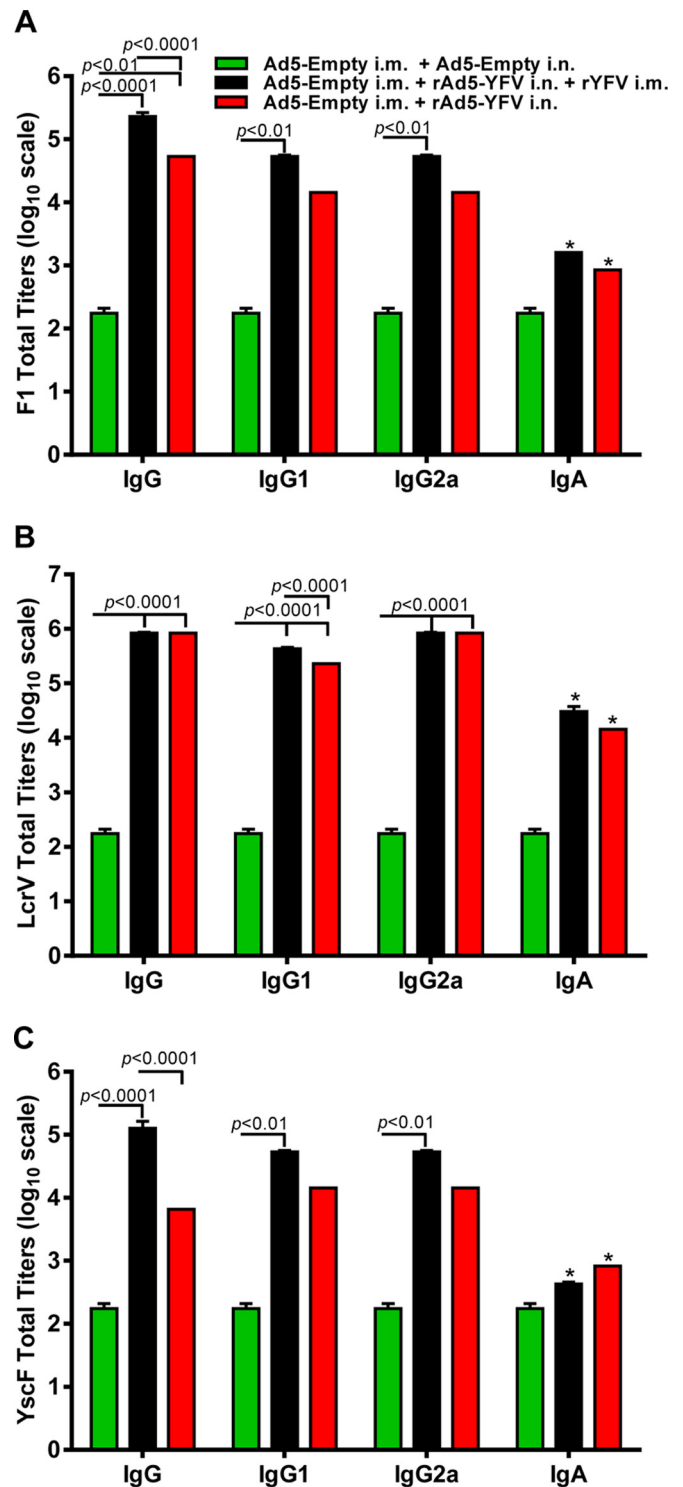 A
p<0.0001
p<0.01
p<0.0001
Ad5-Empty i.m. + Ad5-Empty i.n.
Ad5-Empty i.m. + rAd5-YFV i.n. + rYFV i.m.
Ad5-Empty i.m. + rAd5-YFV i.n.
p<0.01
p<0.01
F1 Total Titers (log10 scale)
6
5
4
3
2
1
0
* *
IgG IgG1 IgG2a IgA
B
LcrV Total Titers (log10 scale)
7
6
5
4
3
2
1
0
p<0.0001
p<0.0001
p<0.0001
p<0.0001
* *
IgG IgG1 IgG2a IgA
C
YscF Total Titers (log10 scale)
6
5
4
3
2
1
0
p<0.0001
p<0.0001
p<0.01
p<0.01
* *
IgG IgG1 IgG2a IgA